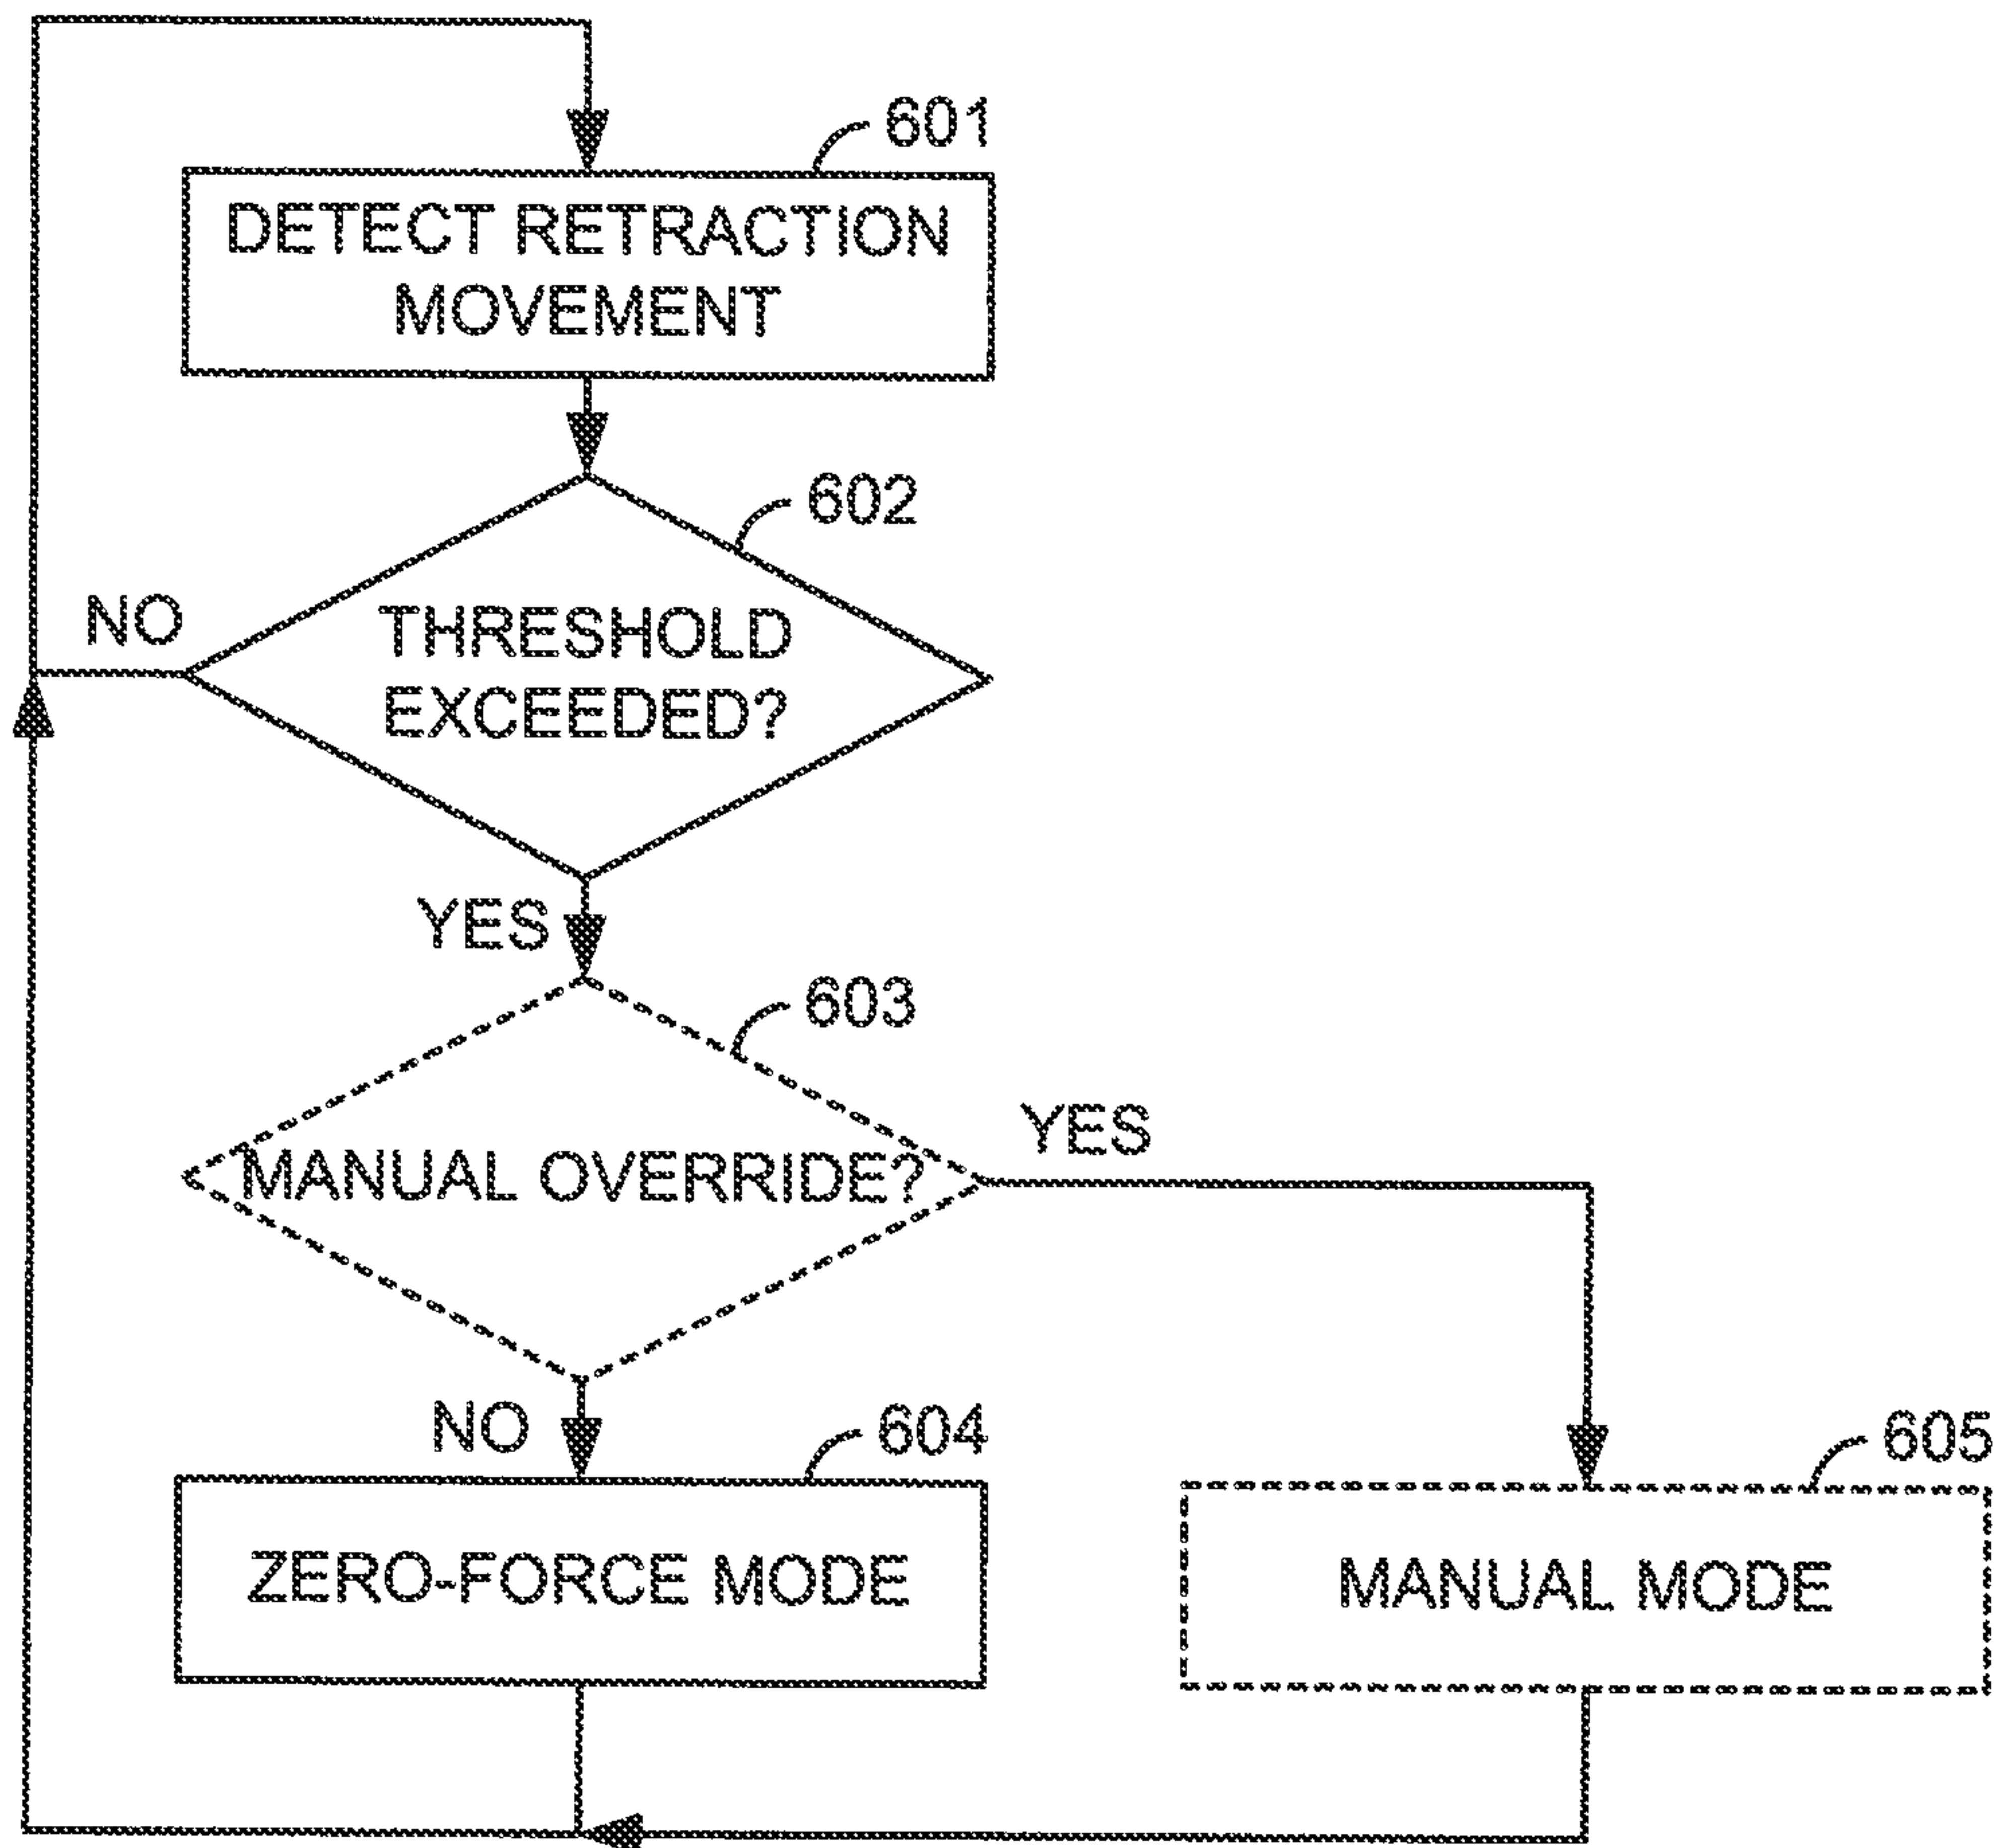 601
DETECT RETRACTION
MOVEMENT
602
NO
THRESHOLD
EXCEEDED?
YES
603
MANUAL OVERRIDE?
YES
NO
604
605
ZERO-FORCE MODE
MANUAL MODE